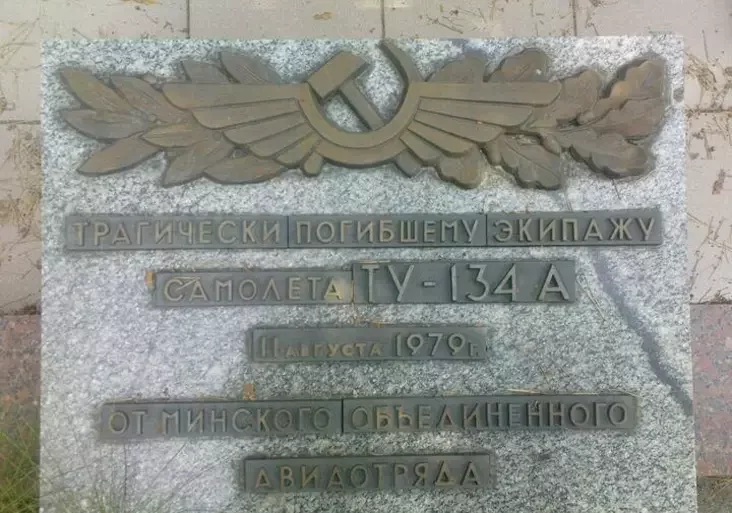 ТРАГИЧЕСКИ ПОГИБШЕМУ ЭКИПАЖУ
САМОЛЕТА ТУ-134 А
11 АВГУСТА 1979 г.
ОТ МИНСКОГО ОБЪЕДИНЕННОГО
АВИАОТРЯДА